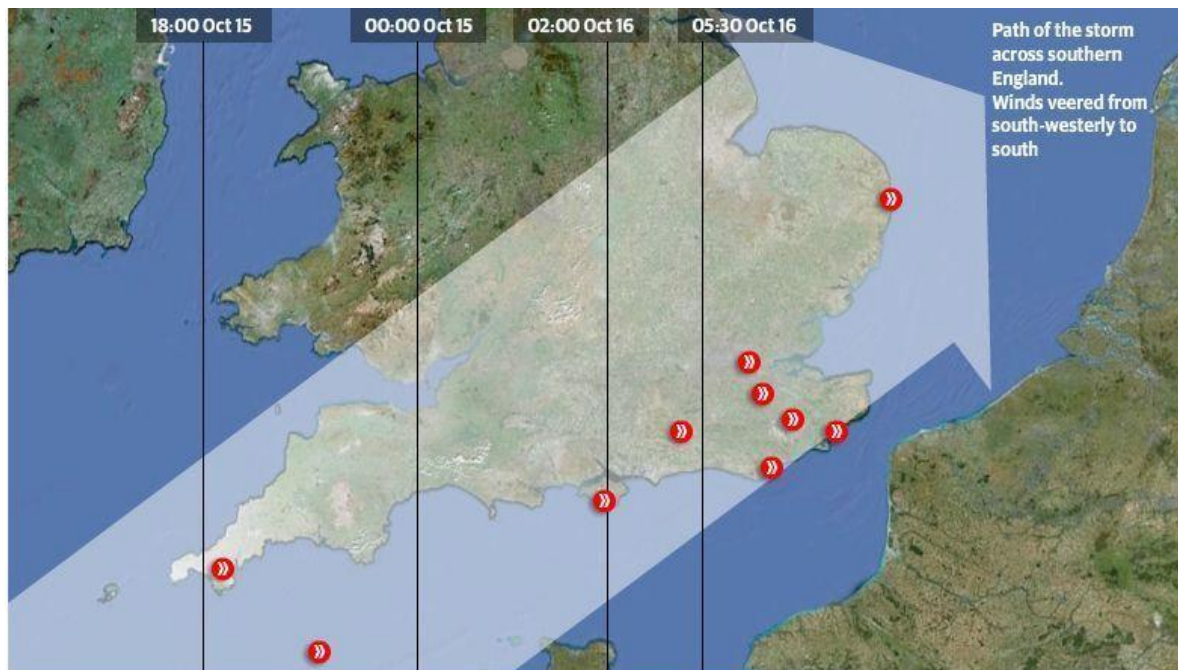 18:00 Oct 15
00:00 Oct 15
02:00 Oct 16
05:30 Oct 16
Path of the storm
across southern
England.
Winds veered from
south-westerly to
south